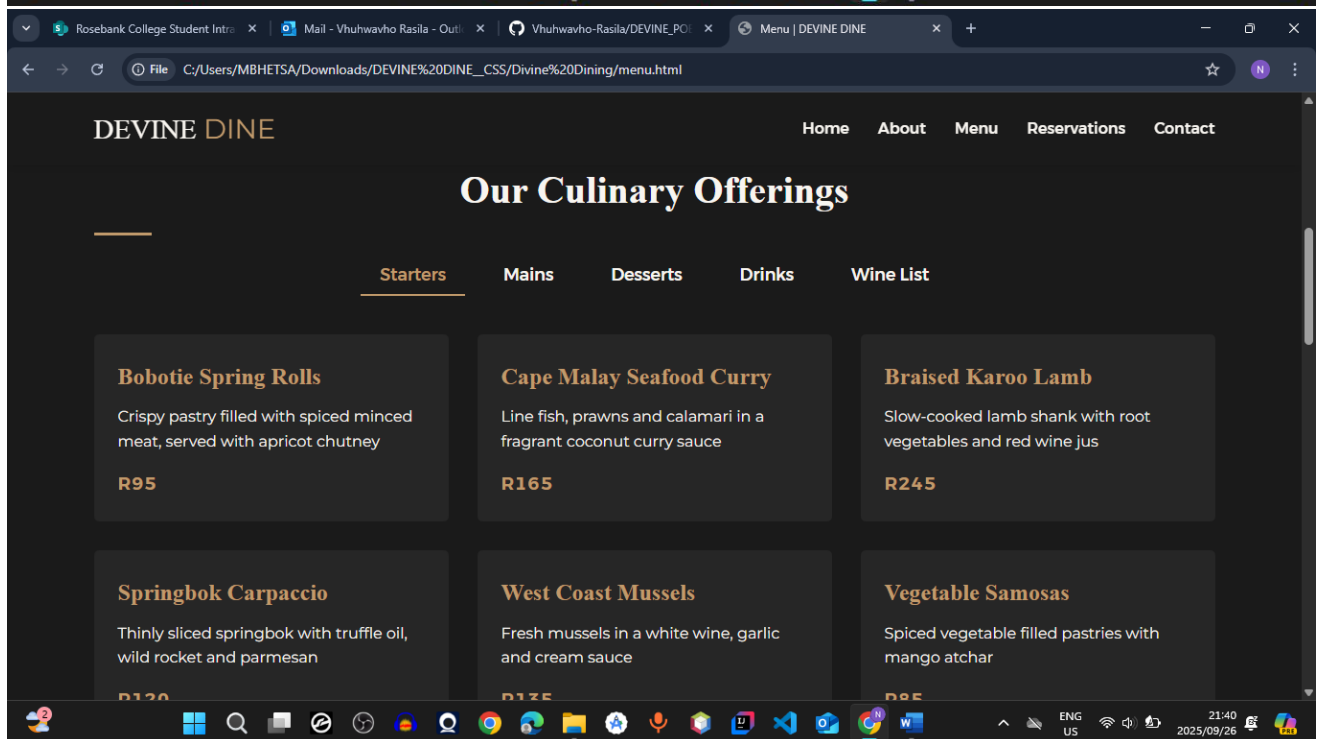 Rosebank College Student Intra
Mail - Vhuhwavho Rasila - Outl
Vhuhwavho-Rasila/DEVINE_POE
Menu | DEVINE DINE
File C:/Users/MBHETSA/Downloads/DEVINE%20DINE__CSS/Divine%20Dining/menu.html
N
DEVINE DINE
Home About Menu Reservations Contact
Our Culinary Offerings
Starters Mains Desserts Drinks Wine List
Bobotie Spring Rolls
Crispy pastry filled with spiced minced
meat, served with apricot chutney
R95
Cape Malay Seafood Curry
Line fish, prawns and calamari in a
fragrant coconut curry sauce
R165
Braised Karoo Lamb
Slow-cooked lamb shank with root
vegetables and red wine jus
R245
Springbok Carpaccio
Thinly sliced springbok with truffle oil,
wild rocket and parmesan
R120
West Coast Mussels
Fresh mussels in a white wine, garlic
and cream sauce
R135
Vegetable Samosas
Spiced vegetable filled pastries with
mango atchar
R85
2
ENG
US
21:40
2025/09/26